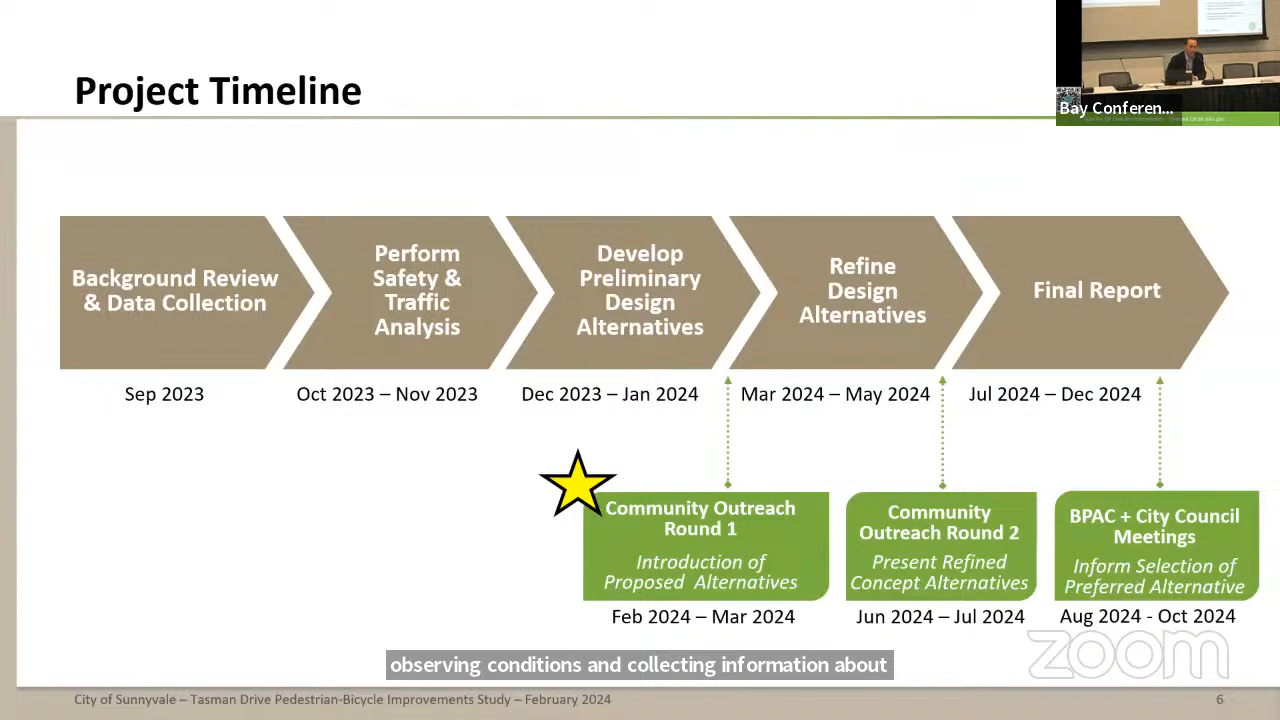 Project Timeline
Bay Conferen...
Background Review
& Data Collection
Perform
Safety &
Traffic
Analysis
Develop
Preliminary
Design
Alternatives
Refine
Design
Alternatives
Final Report
Sep 2023
Oct 2023 – Nov 2023
Dec 2023 – Jan 2024
Mar 2024 – May 2024
Jul 2024 – Dec 2024
Community Outreach
Round 1
Introduction of
Proposed Alternatives
Feb 2024 – Mar 2024
Community
Outreach Round 2
Present Refined
Concept Alternatives
Jun 2024 – Jul 2024
BPAC + City Council
Meetings
Inform Selection of
Preferred Alternative
Aug 2024 - Oct 2024
zoom
observing conditions and collecting information about
City of Sunnyvale – Tasman Drive Pedestrian-Bicycle Improvements Study – February 2024
6